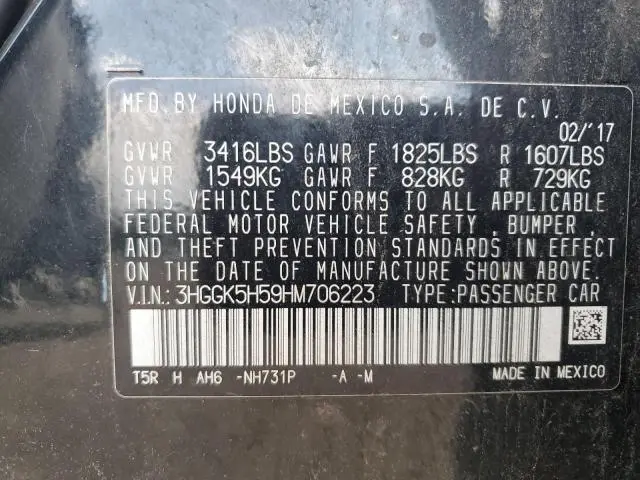 MFD.BY HONDA DE MEXICO S.A. DE C.V.
02/'17
GVWR 3416LBS GAWR F 1825LBS R 1607LBS
GVWR 1549KG GAWR F 828KG R 729KG
THIS VEHICLE CONFORMS TO ALL APPLICABLE
FEDERAL MOTOR VEHICLE SAFETY , BUMPER ,
AND THEFT PREVENTION STANDARDS IN EFFECT
ON THE DATE OF MANUFACTURE SHOWN ABOVE.
V.I.N.: 3HGGK5H59HM706223 TYPE:PASSENGER CAR
T5R H AH6 -NH731P -A -M MADE IN MEXICO